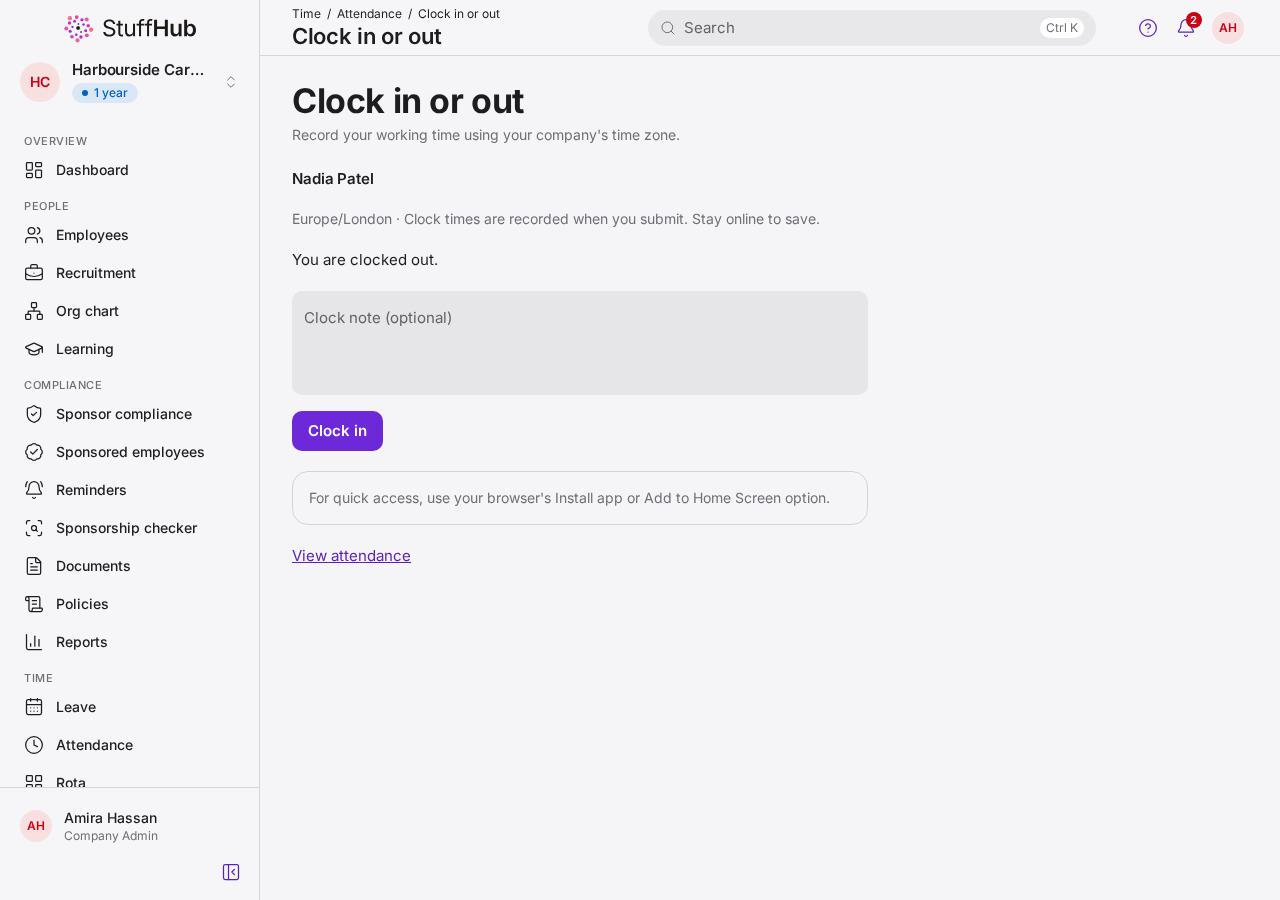 StuffHub
HC
Harbourside Car...
1 year
OVERVIEW
Dashboard
PEOPLE
Employees
Recruitment
Org chart
Learning
COMPLIANCE
Sponsor compliance
Sponsored employees
Reminders
Sponsorship checker
Documents
Policies
Reports
TIME
Leave
Attendance
Rota
AH
Amira Hassan
Company Admin
Time / Attendance / Clock in or out
Clock in or out
Search
Ctrl K
2
AH
Clock in or out
Record your working time using your company's time zone.
Nadia Patel
Europe/London · Clock times are recorded when you submit. Stay online to save.
You are clocked out.
Clock note (optional)
Clock in
For quick access, use your browser's Install app or Add to Home Screen option.
View attendance